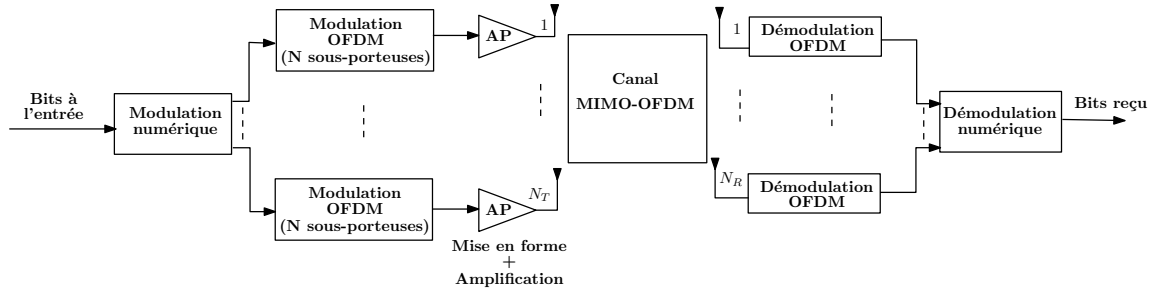 Bits à
l'entrée
Modulation
numérique
Modulation
OFDM
(N sous-porteuses)
AP
1
Modulation
OFDM
(N sous-porteuses)
AP
N_T
Mise en forme
+
Amplification
Canal
MIMO-OFDM
1
Démodulation
OFDM
N_R
Démodulation
OFDM
Démodulation
numérique
Bits reçu